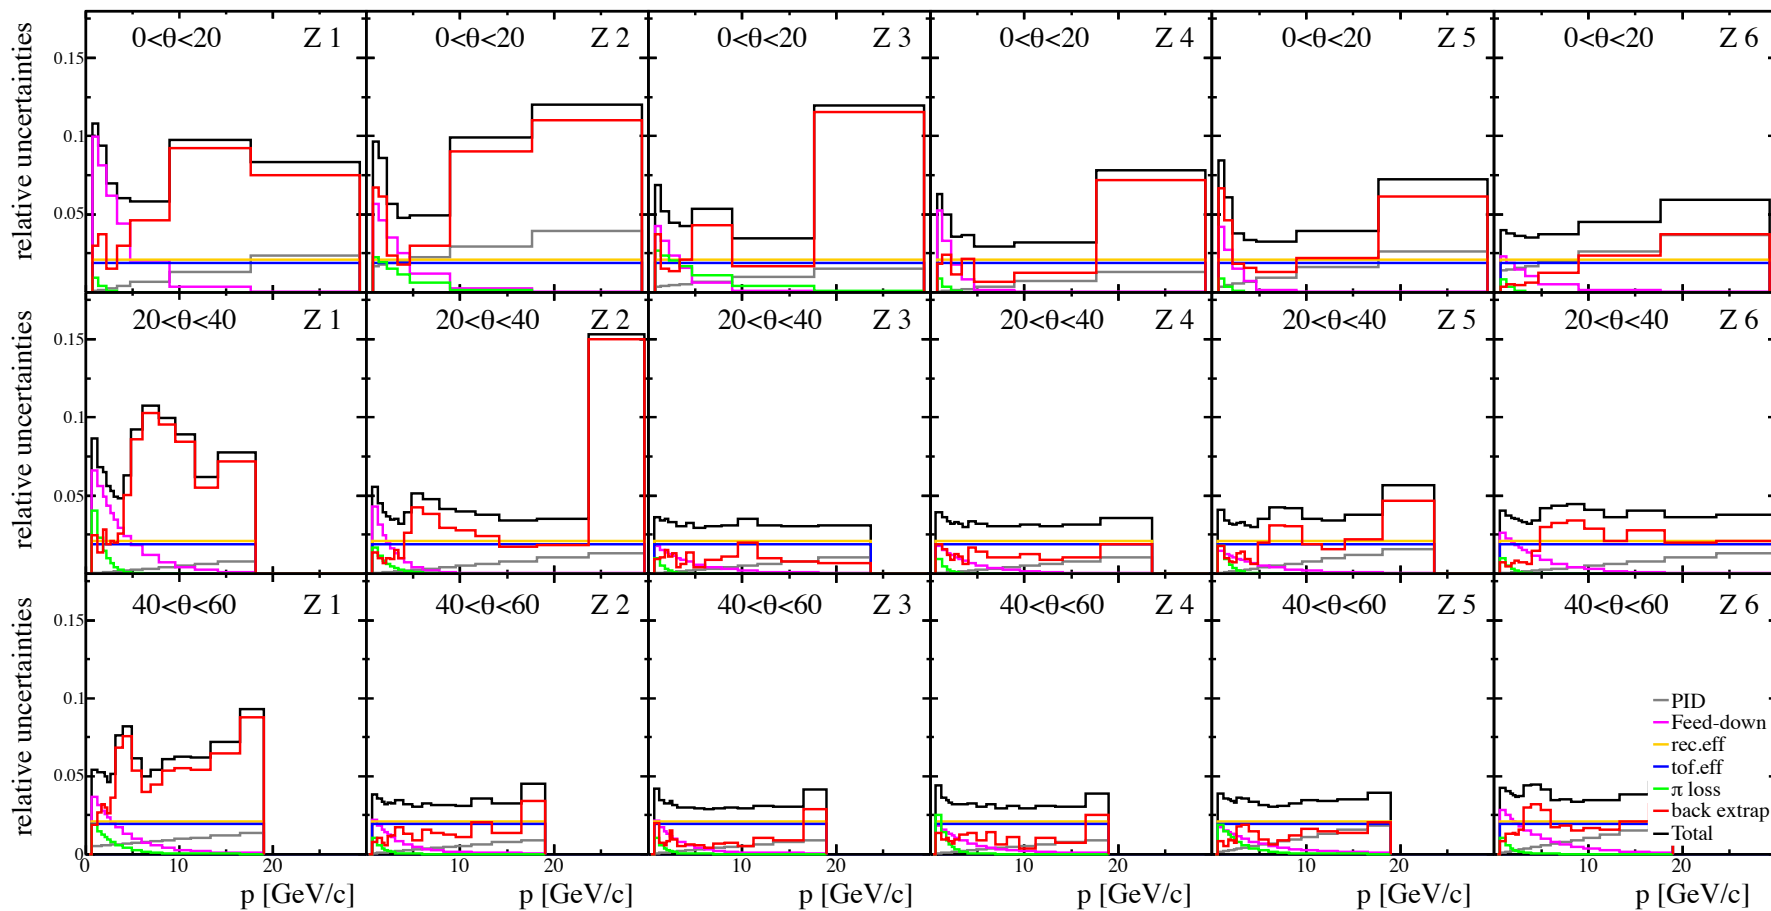 relative uncertainties
0.15
0.1
0.05
0<θ<20 Z 1
0<θ<20 Z 2
0<θ<20 Z 3
0<θ<20 Z 4
0<θ<20 Z 5
0<θ<20 Z 6
relative uncertainties
0.15
0.1
0.05
20<θ<40 Z 1
20<θ<40 Z 2
20<θ<40 Z 3
20<θ<40 Z 4
20<θ<40 Z 5
20<θ<40 Z 6
relative uncertainties
0.15
0.1
0.05
0
40<θ<60 Z 1
40<θ<60 Z 2
40<θ<60 Z 3
40<θ<60 Z 4
40<θ<60 Z 5
40<θ<60 Z 6
PID
Feed-down
rec.eff
tof.eff
π loss
back extrap
Total
0 10 20
10 20
10 20
10 20
10 20
20
p [GeV/c]
p [GeV/c]
p [GeV/c]
p [GeV/c]
p [GeV/c]
p [GeV/c]